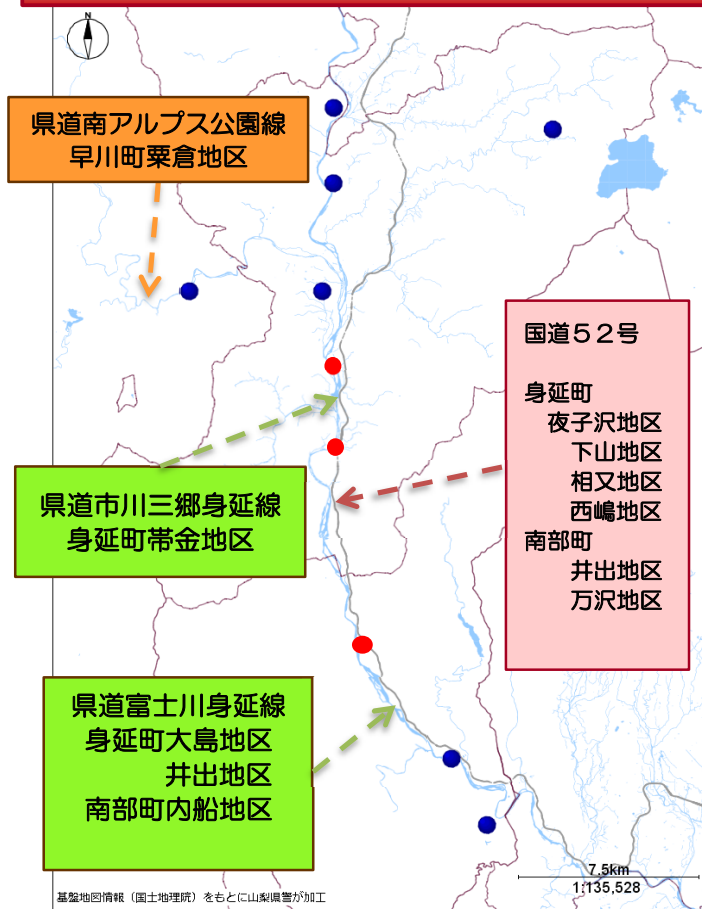 N
県道南アルプス公園線
早川町粟倉地区
国道５２号
身延町
夜子沢地区
下山地区
相又地区
西嶋地区
南部町
井出地区
万沢地区
県道市川三郷身延線
身延町帯金地区
県道富士川身延線
身延町大島地区
井出地区
南部町内船地区
7.5km
1:135,528
基盤地図情報（国土地理院）をもとに山梨県警が加工